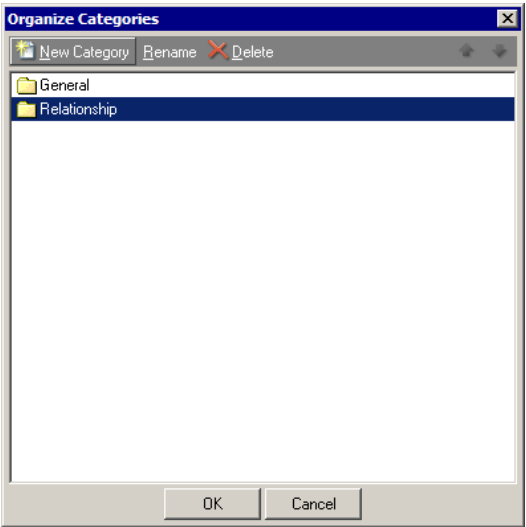 Organize Categories
New Category Rename Delete
General
Relationship
OK Cancel